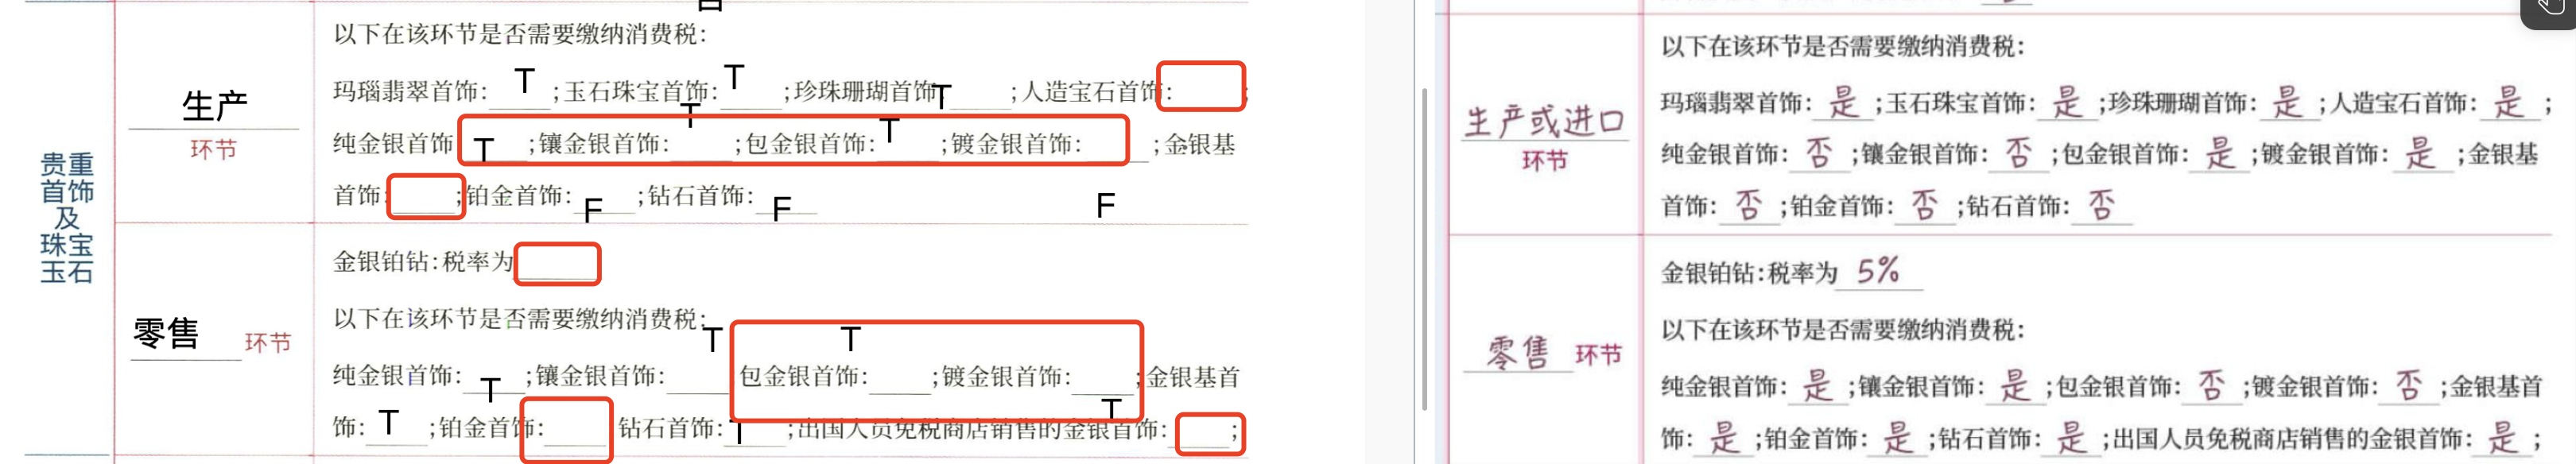 以下在该环节是否需要缴纳消费税:
玛瑙翡翠首饰: T ;玉石珠宝首饰: T ;珍珠珊瑚首饰: T ;人造宝石首饰: ;
生产
环节
纯金银首饰 T ;镶金银首饰: T ;包金银首饰: T ;镀金银首饰: ;金银基
首饰: ;铂金首饰: F ;钻石首饰: F F
贵重
首饰
及
珠宝
玉石
金银铂钻:税率为
零售 环节
以下在该环节是否需要缴纳消费税:
纯金银首饰: T ;镶金银首饰: T 包金银首饰: T ;镀金银首饰: ;金银基首
饰: T ;铂金首饰: 钻石首饰: T ;出国人员免税商店销售的金银首饰: T ;
生产或进口
环节
以下在该环节是否需要缴纳消费税:
玛瑙翡翠首饰: 是 ;玉石珠宝首饰: 是 ;珍珠珊瑚首饰: 是 ;人造宝石首饰: 是 ;
纯金银首饰: 否 ;镶金银首饰: 否 ;包金银首饰: 是 ;镀金银首饰: 是 ;金银基
首饰: 否 ;铂金首饰: 否 ;钻石首饰: 否
零售 环节
金银铂钻:税率为 5%
以下在该环节是否需要缴纳消费税:
纯金银首饰: 是 ;镶金银首饰: 是 ;包金银首饰: 否 ;镀金银首饰: 否 ;金银基首
饰: 是 ;铂金首饰: 是 ;钻石首饰: 是 ;出国人员免税商店销售的金银首饰: 是 ;